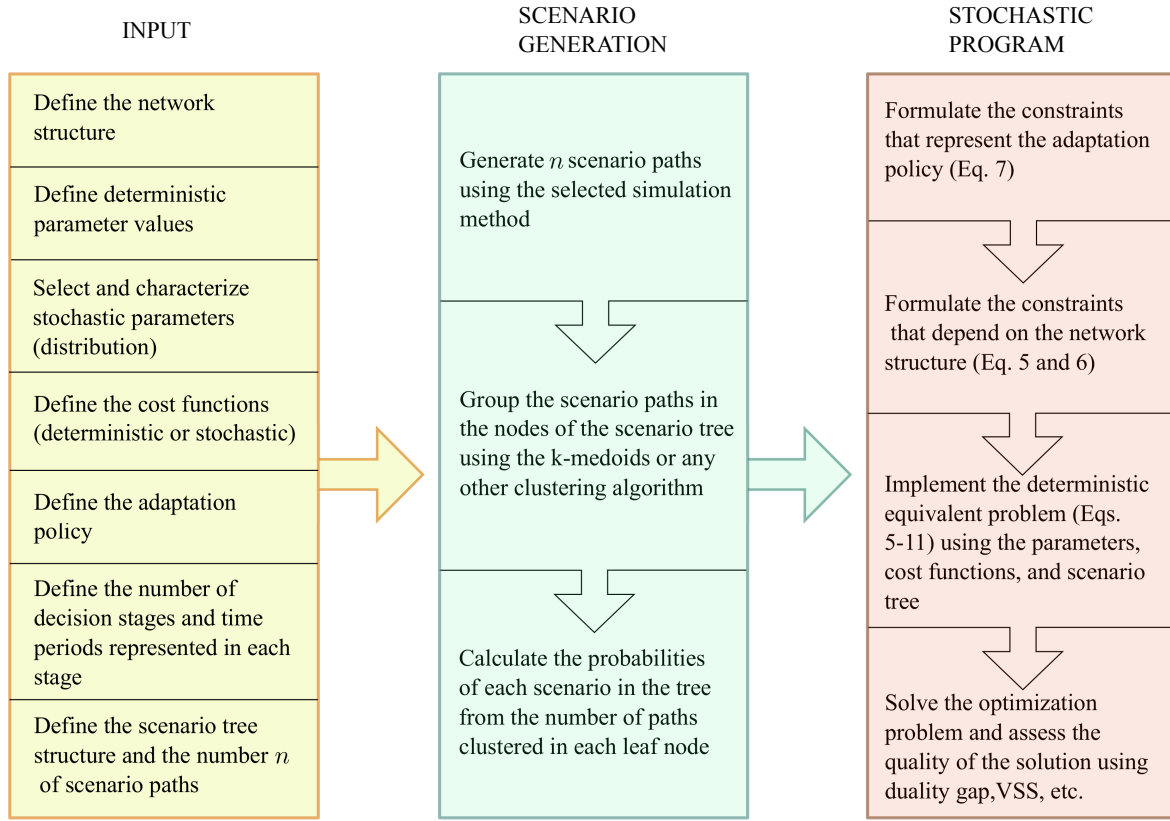 INPUT
Define the network
structure
Define deterministic
parameter values
Select and characterize
stochastic parameters
(distribution)
Define the cost functions
(deterministic or stochastic)
Define the adaptation
policy
Define the number of
decision stages and time
periods represented in each
stage
Define the scenario tree
structure and the number n
of scenario paths
SCENARIO
GENERATION
Generate n scenario paths
using the selected simulation
method
Group the scenario paths in
the nodes of the scenario tree
using the k-medoids or any
other clustering algorithm
Calculate the probabilities
of each scenario in the tree
from the number of paths
clustered in each leaf node
STOCHASTIC
PROGRAM
Formulate the constraints
that represent the adaptation
policy (Eq. 7)
Formulate the constraints
that depend on the network
structure (Eq. 5 and 6)
Implement the deterministic
equivalent problem (Eqs.
5-11) using the parameters,
cost functions, and scenario
tree
Solve the optimization
problem and assess the
quality of the solution using
duality gap,VSS, etc.